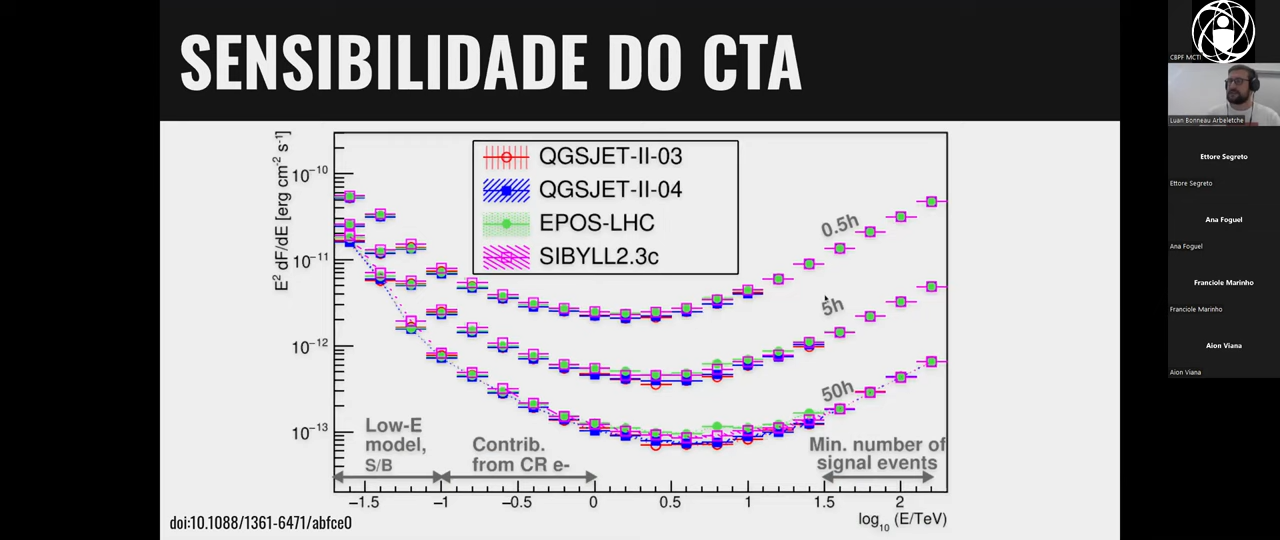 SENSIBILIDADE DO CTA
E² dF/dE [erg cm⁻² s⁻¹]
10⁻¹⁰
10⁻¹¹
10⁻¹²
10⁻¹³
QGSJET-II-03
QGSJET-II-04
EPOS-LHC
SIBYLL2.3c
0.5h
5h
50h
Low-E
model,
S/B
Contrib.
from CR e-
Min. number of
signal events
−1.5 −1 −0.5 0 0.5 1 1.5 2
log₁₀ (E/TeV)
doi:10.1088/1361-6471/abfce0
CBPF MCTI
Luan Bonneau Arbeletche
Ettore Segreto
Ettore Segreto
Ana Foguel
Ana Foguel
Franciole Marinho
Franciole Marinho
Aion Viana
Aion Viana